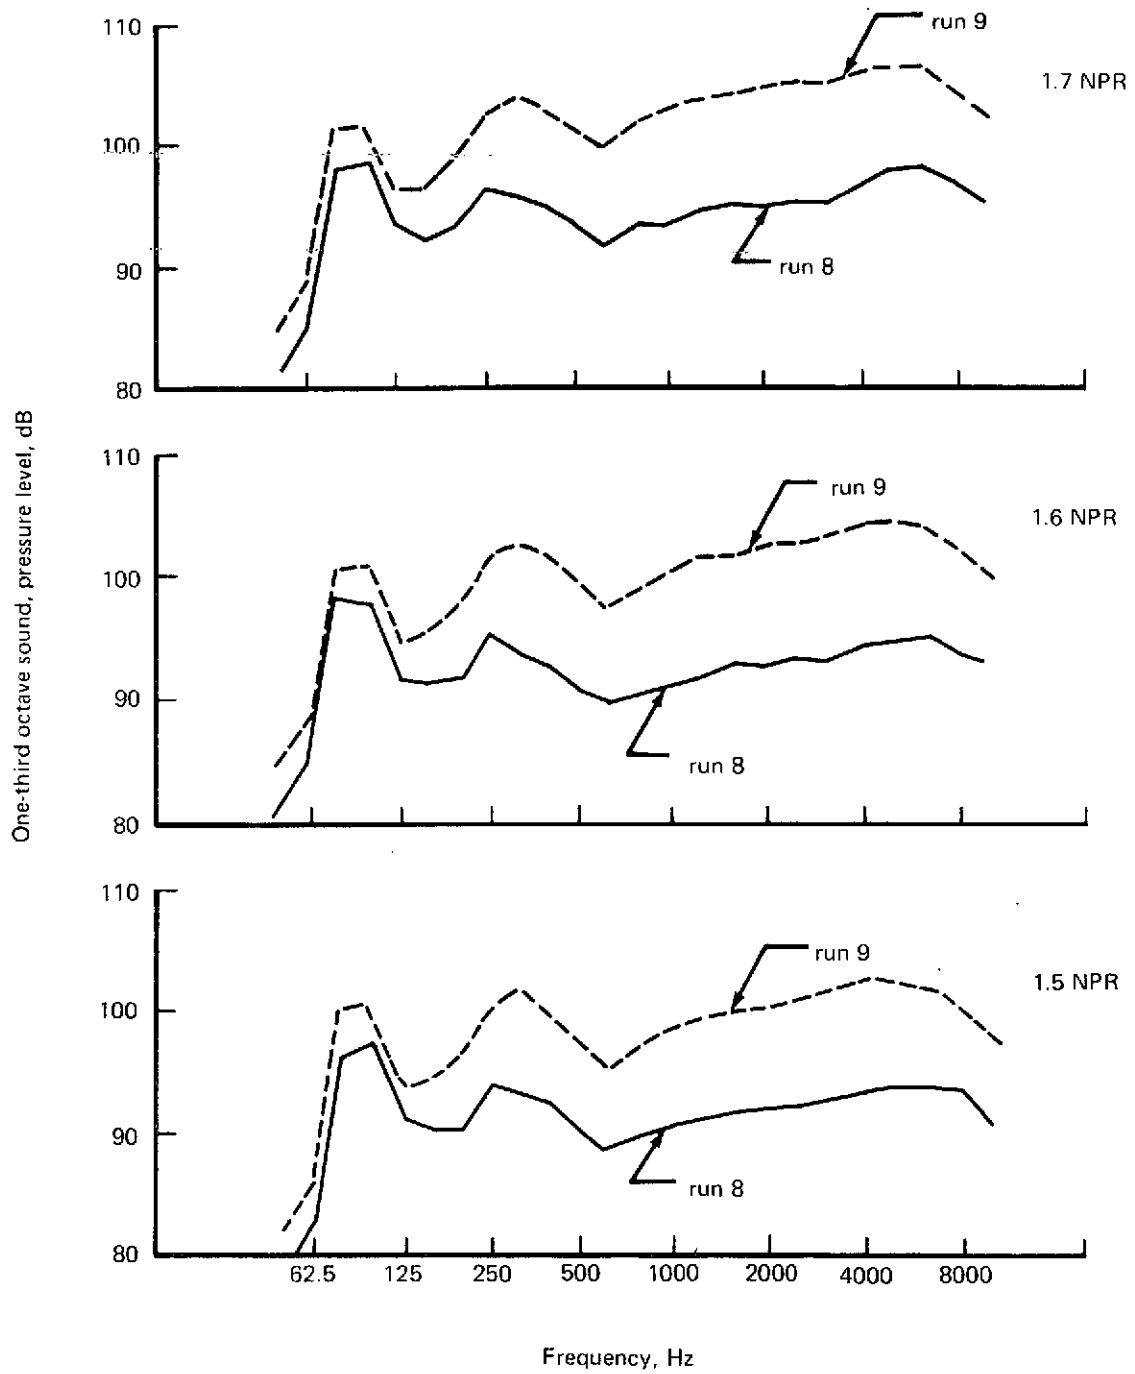 110
run 9
1.7 NPR
100
90
run 8
80
One-third octave sound, pressure level, dB
110
run 9
1.6 NPR
100
90
run 8
80
110
run 9
1.5 NPR
100
90
run 8
80
62.5 125 250 500 1000 2000 4000 8000
Frequency, Hz